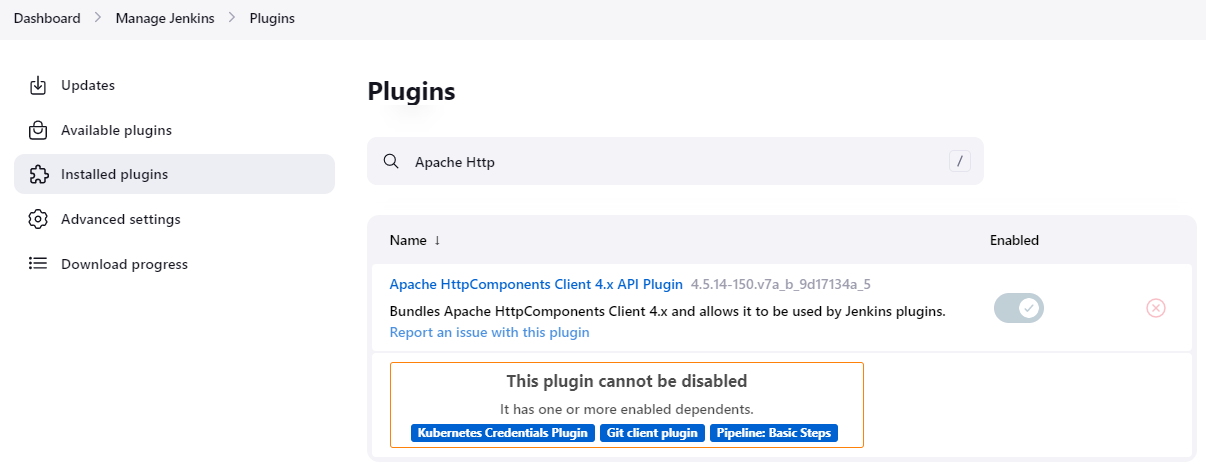 Dashboard > Manage Jenkins > Plugins
Updates
Available plugins
Installed plugins
Advanced settings
Download progress
Plugins
Apache Http /
Name ↓ Enabled
Apache HttpComponents Client 4.x API Plugin 4.5.14-150.v7a_b_9d17134a_5
Bundles Apache HttpComponents Client 4.x and allows it to be used by Jenkins plugins.
Report an issue with this plugin
This plugin cannot be disabled
It has one or more enabled dependents.
Kubernetes Credentials Plugin Git client plugin Pipeline: Basic Steps